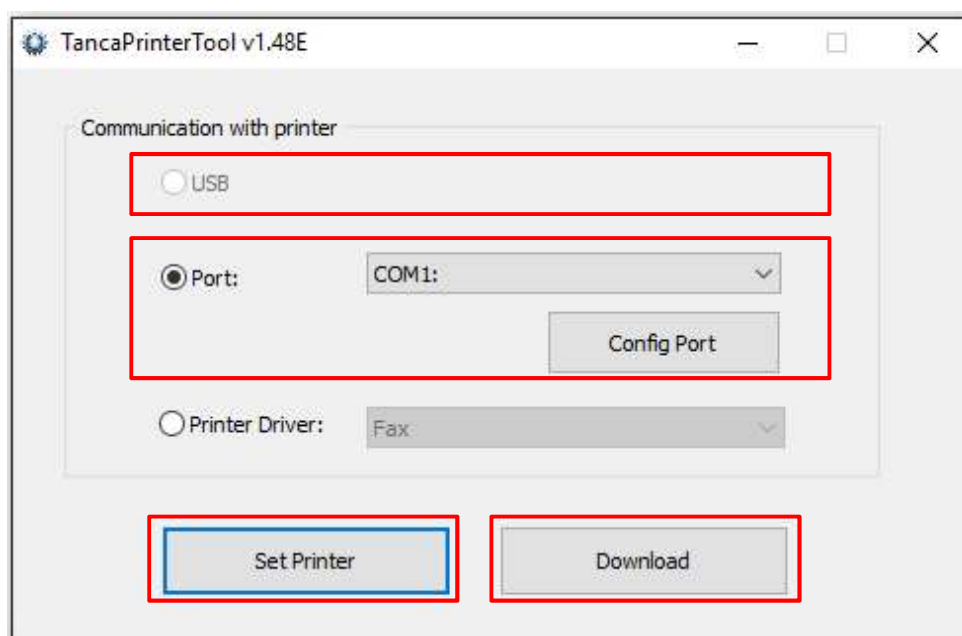 TancaPrinterTool v1.48E
Communication with printer
USB
Port: COM1:
Config Port
Printer Driver: Fax
Set Printer Download